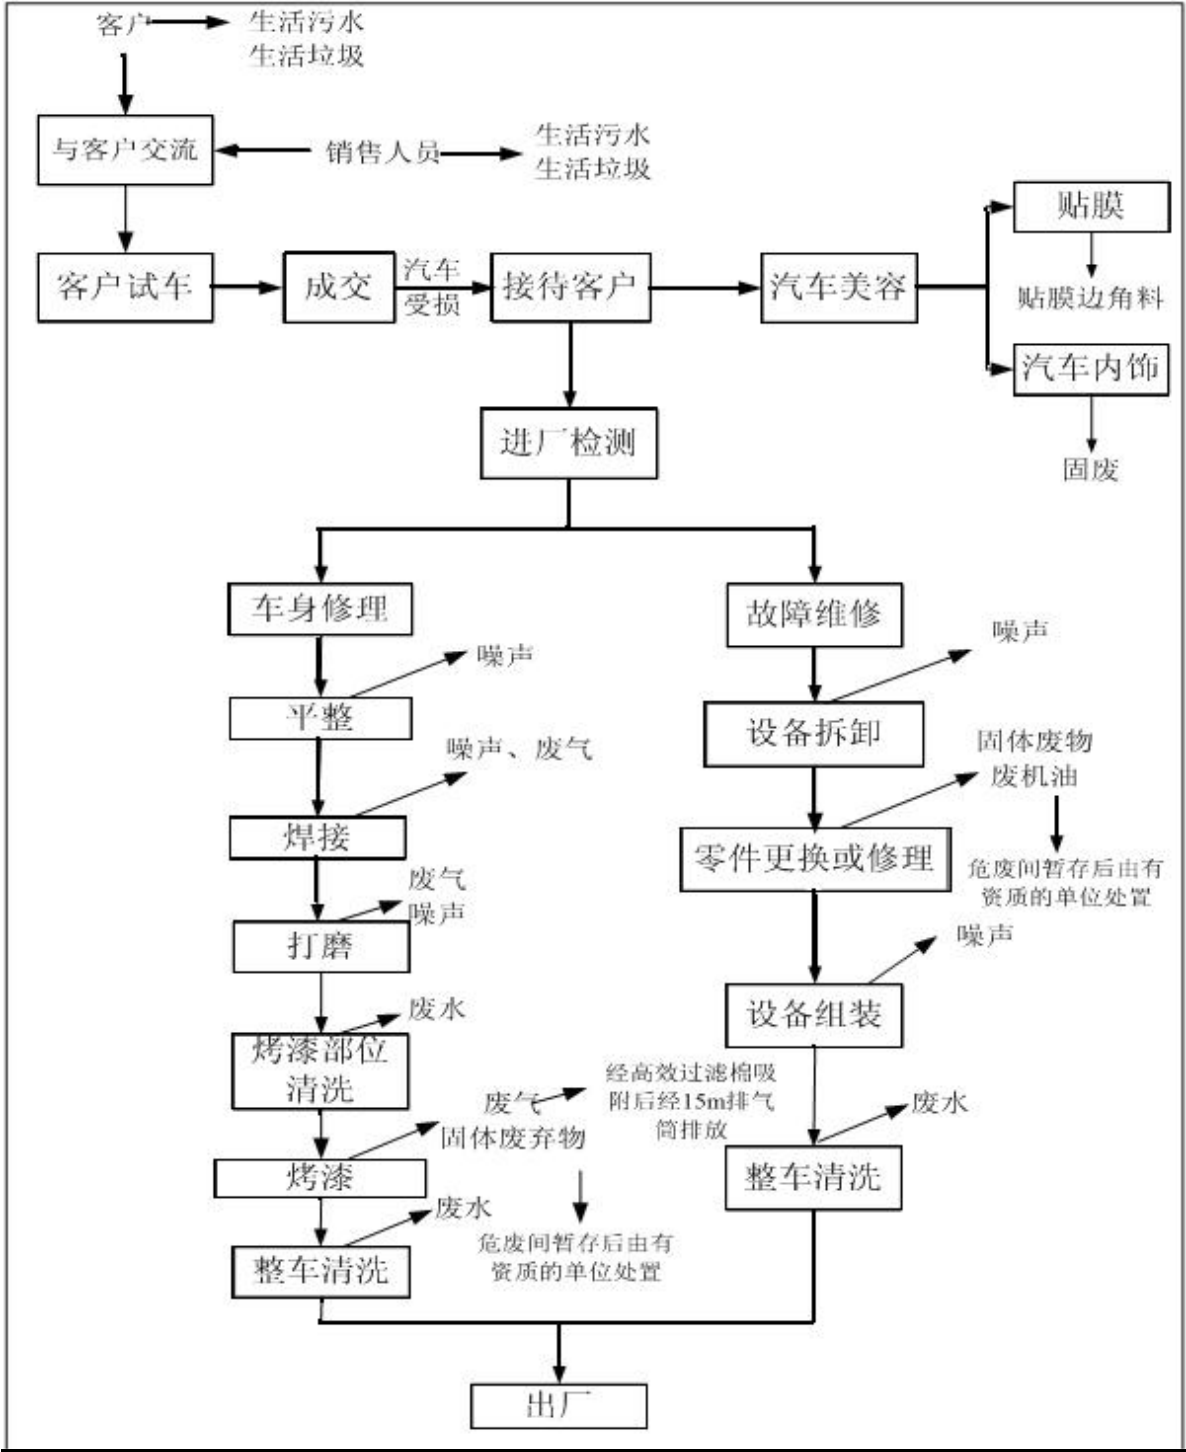 客户
生活污水
生活垃圾
与客户交流
销售人员
生活污水
生活垃圾
客户试车
成交
汽车
受损
接待客户
汽车美容
贴膜
贴膜边角料
汽车内饰
固废
进厂检测
车身修理
噪声
平整
噪声、废气
焊接
废气
噪声
打磨
废水
烤漆部位
清洗
废气
固体废弃物
经高效过滤棉吸
附后经15m排气
筒排放
烤漆
废水
危废间暂存后由有
资质的单位处置
整车清洗
故障维修
噪声
设备拆卸
固体废物
废机油
零件更换或修理
危废间暂存后由有
资质的单位处置
噪声
设备组装
废水
整车清洗
出厂